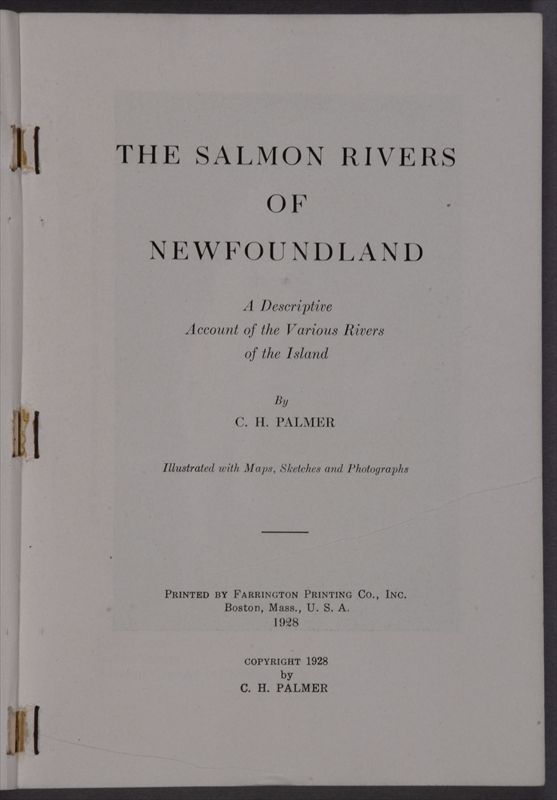 THE SALMON RIVERS
OF
NEWFOUNDLAND
A Descriptive
Account of the Various Rivers
of the Island
By
C. H. PALMER
Illustrated with Maps, Sketches and Photographs
PRINTED BY FARRINGTON PRINTING CO., INC.
Boston, Mass., U. S. A.
1928
COPYRIGHT 1928
by
C. H. PALMER